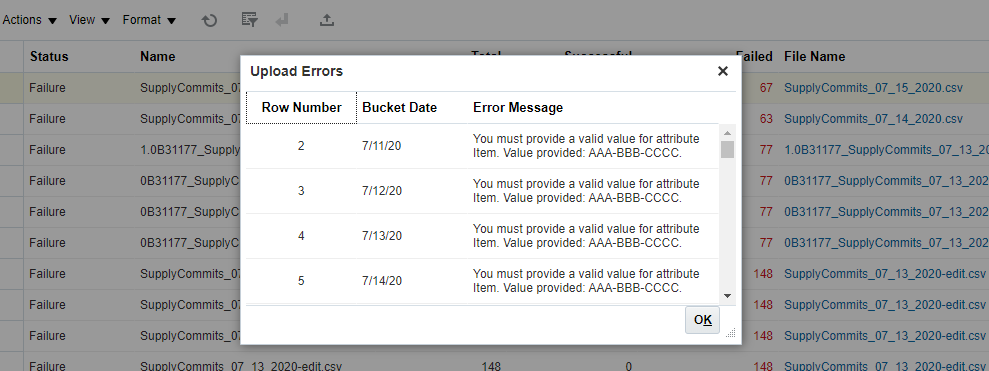 Actions View Format
Status Name Total Successful Failed File Name
Upload Errors
Row Number Bucket Date Error Message
2 7/11/20 You must provide a valid value for attribute
Item. Value provided: AAA-BBB-CCCC.
3 7/12/20 You must provide a valid value for attribute
Item. Value provided: AAA-BBB-CCCC.
4 7/13/20 You must provide a valid value for attribute
Item. Value provided: AAA-BBB-CCCC.
5 7/14/20 You must provide a valid value for attribute
Item. Value provided: AAA-BBB-CCCC.
OK
Failure SupplyCommits_07 67 SupplyCommits_07_15_2020.csv
Failure SupplyCommits_07 63 SupplyCommits_07_14_2020.csv
Failure 1.0B31177_Supply 77 1.0B31177_SupplyCommits_07_13_2
Failure 0B31177_SupplyC 77 0B31177_SupplyCommits_07_13_202
Failure 0B31177_SupplyC 77 0B31177_SupplyCommits_07_13_202
Failure 0B31177_SupplyC 77 0B31177_SupplyCommits_07_13_202
Failure SupplyCommits_07 148 SupplyCommits_07_13_2020-edit.csv
Failure SupplyCommits_07 148 SupplyCommits_07_13_2020-edit.csv
Failure SupplyCommits_07 148 SupplyCommits_07_13_2020-edit.csv
Failure SupplyCommits_07_13_2020-edit.csv 148 0 148 SupplyCommits_07_13_2020-edit.csv